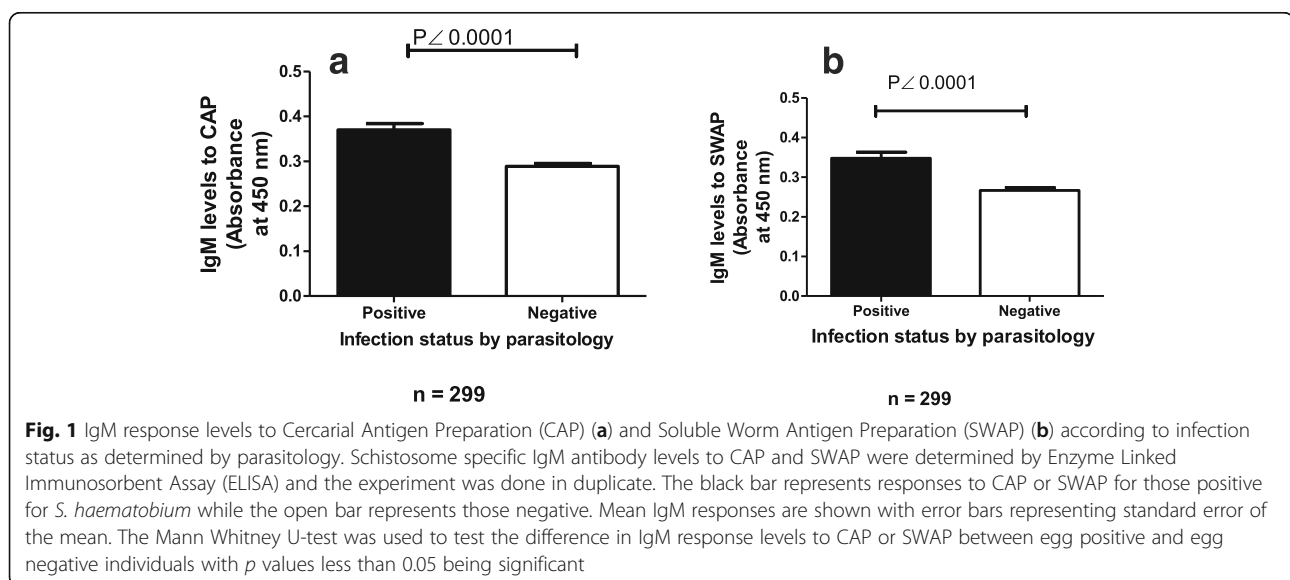 a
P∠ 0.0001
IgM levels to CAP
(Absorbance
at 450 nm)
0.5
0.4
0.3
0.2
0.1
0.0
Positive
Negative
Infection status by parasitology
n = 299
b
P∠ 0.0001
IgM levels to SWAP
(Absorbance
at 450 nm)
0.5
0.4
0.3
0.2
0.1
0.0
Positive
Negative
Infection status by parasitology
n = 299
Fig. 1 IgM response levels to Cercarial Antigen Preparation (CAP) (a) and Soluble Worm Antigen Preparation (SWAP) (b) according to infection
status as determined by parasitology. Schistosome specific IgM antibody levels to CAP and SWAP were determined by Enzyme Linked
Immunosorbent Assay (ELISA) and the experiment was done in duplicate. The black bar represents responses to CAP or SWAP for those positive
for S. haematobium while the open bar represents those negative. Mean IgM responses are shown with error bars representing standard error of
the mean. The Mann Whitney U-test was used to test the difference in IgM response levels to CAP or SWAP between egg positive and egg
negative individuals with p values less than 0.05 being significant